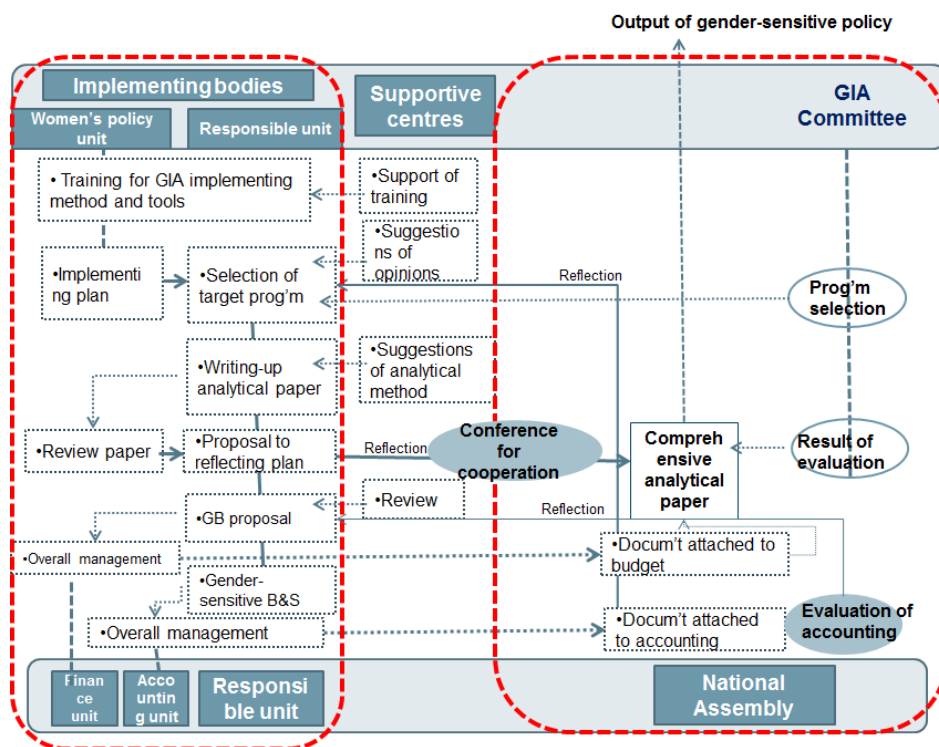 Output of gender-sensitive policy
Implementing bodies
Women's policy
unit
Responsible unit
Supportive
centres
GIA
Committee
•Training for GIA implementing
method and tools
•Support of
training
•Suggestio
ns of
opinions
•Implementi
ng plan
•Selection of
target prog'm
Reflection
Prog'm
selection
•Writing-up
analytical paper
•Suggestions
of analytical
method
•Review paper
•Proposal to
reflecting plan
Reflection
Conference
for
cooperation
Compreh
ensive
analytical
paper
Result of
evaluation
•Review
Reflection
•GB proposal
•Overall management
•Docum't attached to
budget
•Gender-
sensitive B&S
•Overall management
•Docum't attached
to accounting
Evaluation of
accounting
Finan
ce
unit
Acco
untin
g unit
Responsi
ble unit
National
Assembly